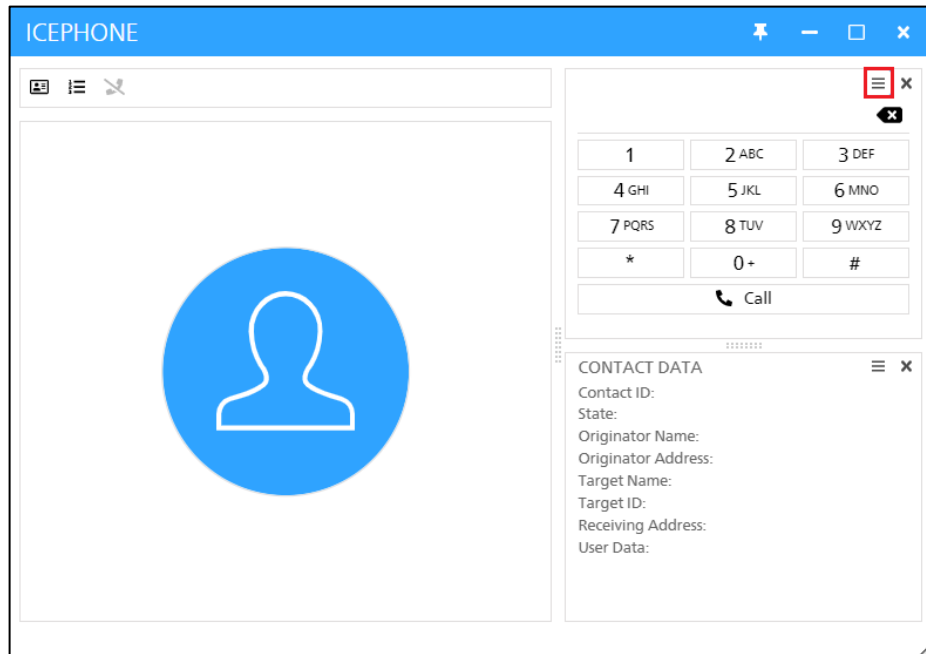 ICEPHONE
1 2 ABC 3 DEF
4 GHI 5 JKL 6 MNO
7 PQRS 8 TUV 9 WXYZ
* 0 + #
Call
CONTACT DATA
Contact ID:
State:
Originator Name:
Originator Address:
Target Name:
Target ID:
Receiving Address:
User Data: